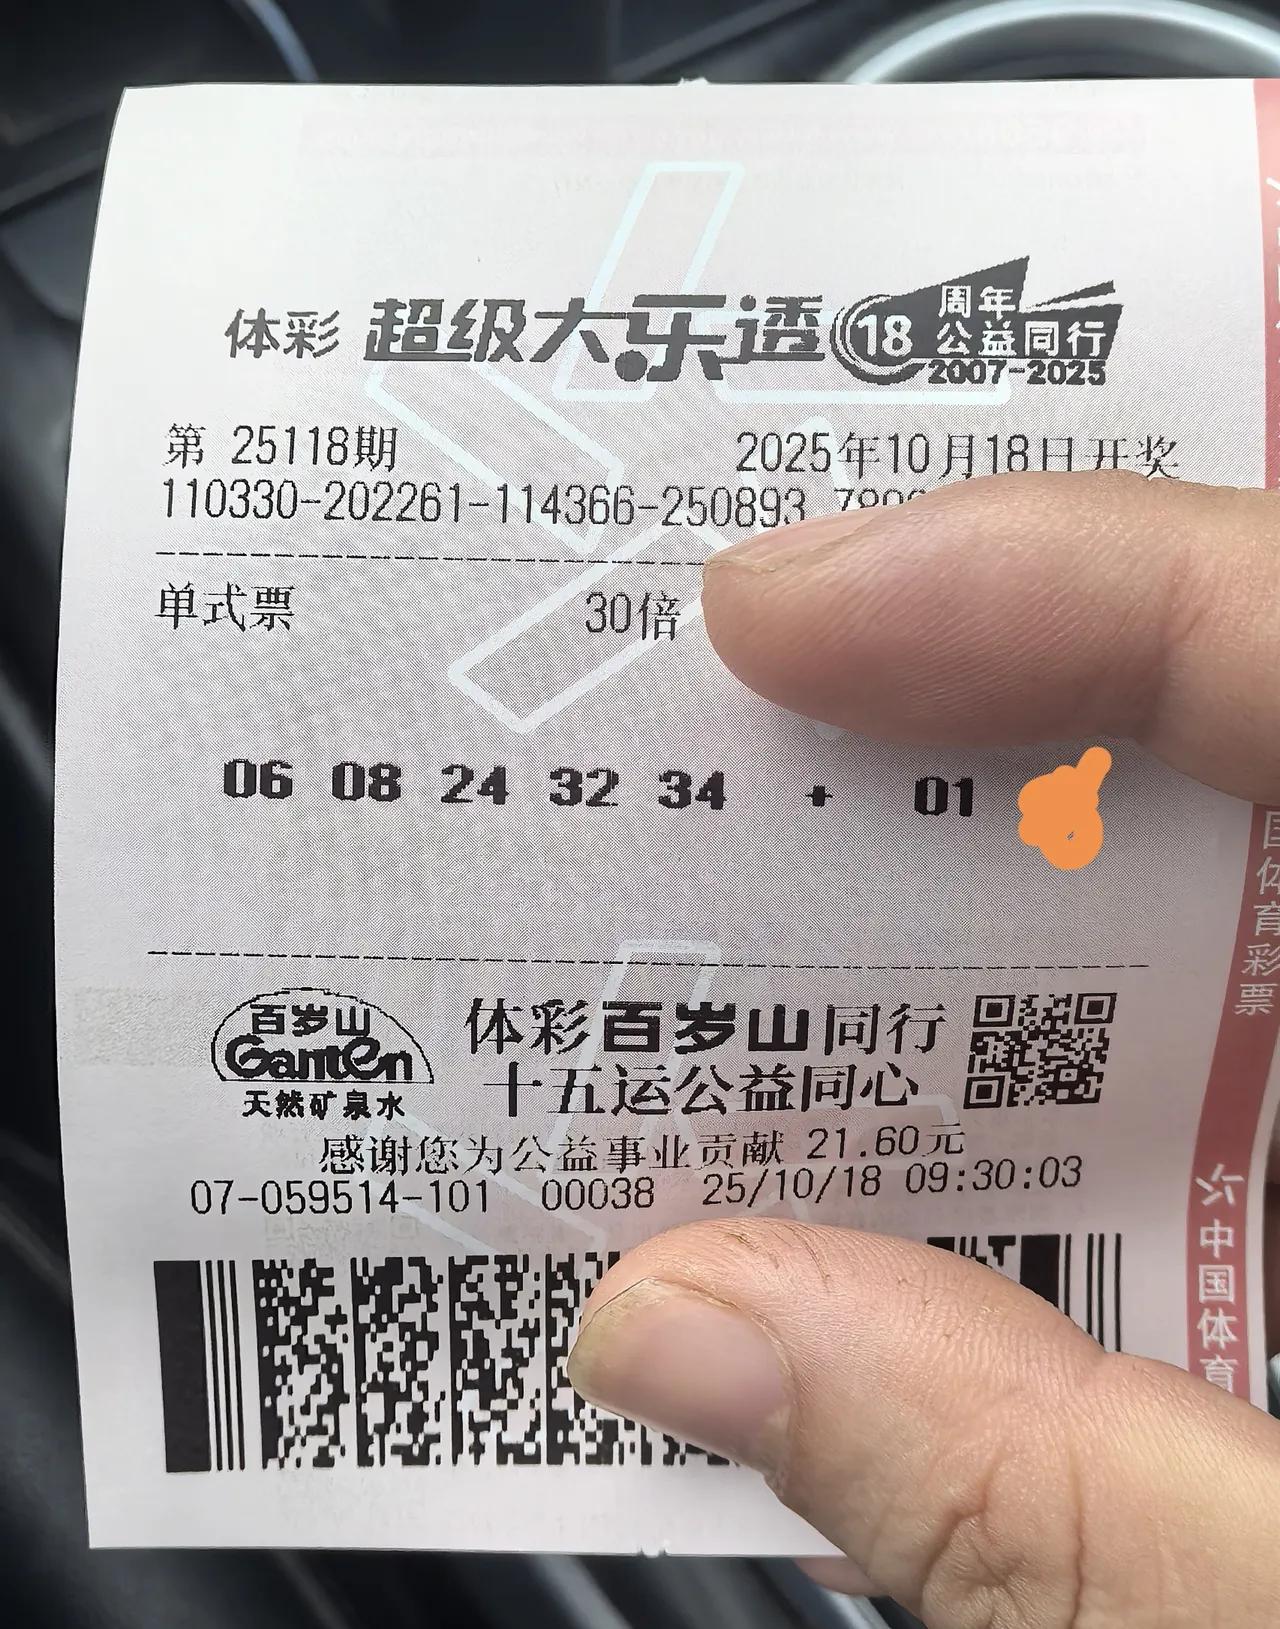 体彩 超级大乐透 18 周年公益同行 2007-2025
第 25118期 2025年10月18日开奖
110330-202261-114366-250893
单式票 30倍
06 08 24 32 34 + 01
百岁山
Ganten
天然矿泉水
体彩百岁山同行
十五运公益同心
感谢您为公益事业贡献 21.60元
07-059514-101 00038 25/10/18 09:30:03
国体育彩票
中国体育